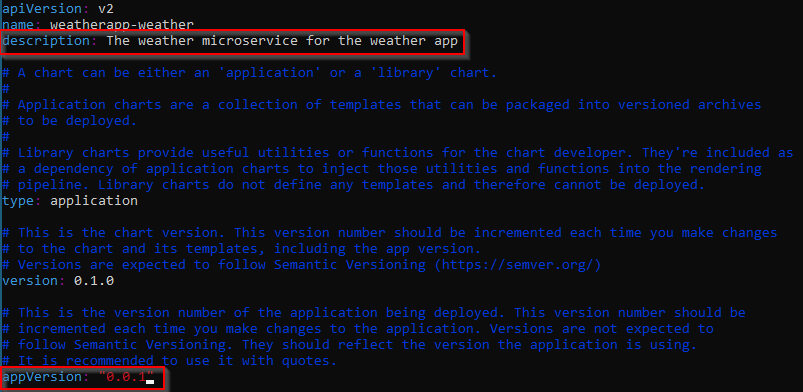 apiVersion: v2
name: weatherapp-weather
description: The weather microservice for the weather app
# A chart can be either an 'application' or a 'library' chart.
#
# Application charts are a collection of templates that can be packaged into versioned archives
# to be deployed.
#
# Library charts provide useful utilities or functions for the chart developer. They're included as
# a dependency of application charts to inject those utilities and functions into the rendering
# pipeline. Library charts do not define any templates and therefore cannot be deployed.
type: application
# This is the chart version. This version number should be incremented each time you make changes
# to the chart and its templates, including the app version.
# Versions are expected to follow Semantic Versioning (https://semver.org/)
version: 0.1.0
# This is the version number of the application being deployed. This version number should be
# incremented each time you make changes to the application. Versions are not expected to
# follow Semantic Versioning. They should reflect the version the application is using.
# It is recommended to use it with quotes.
appVersion: "0.0.1"